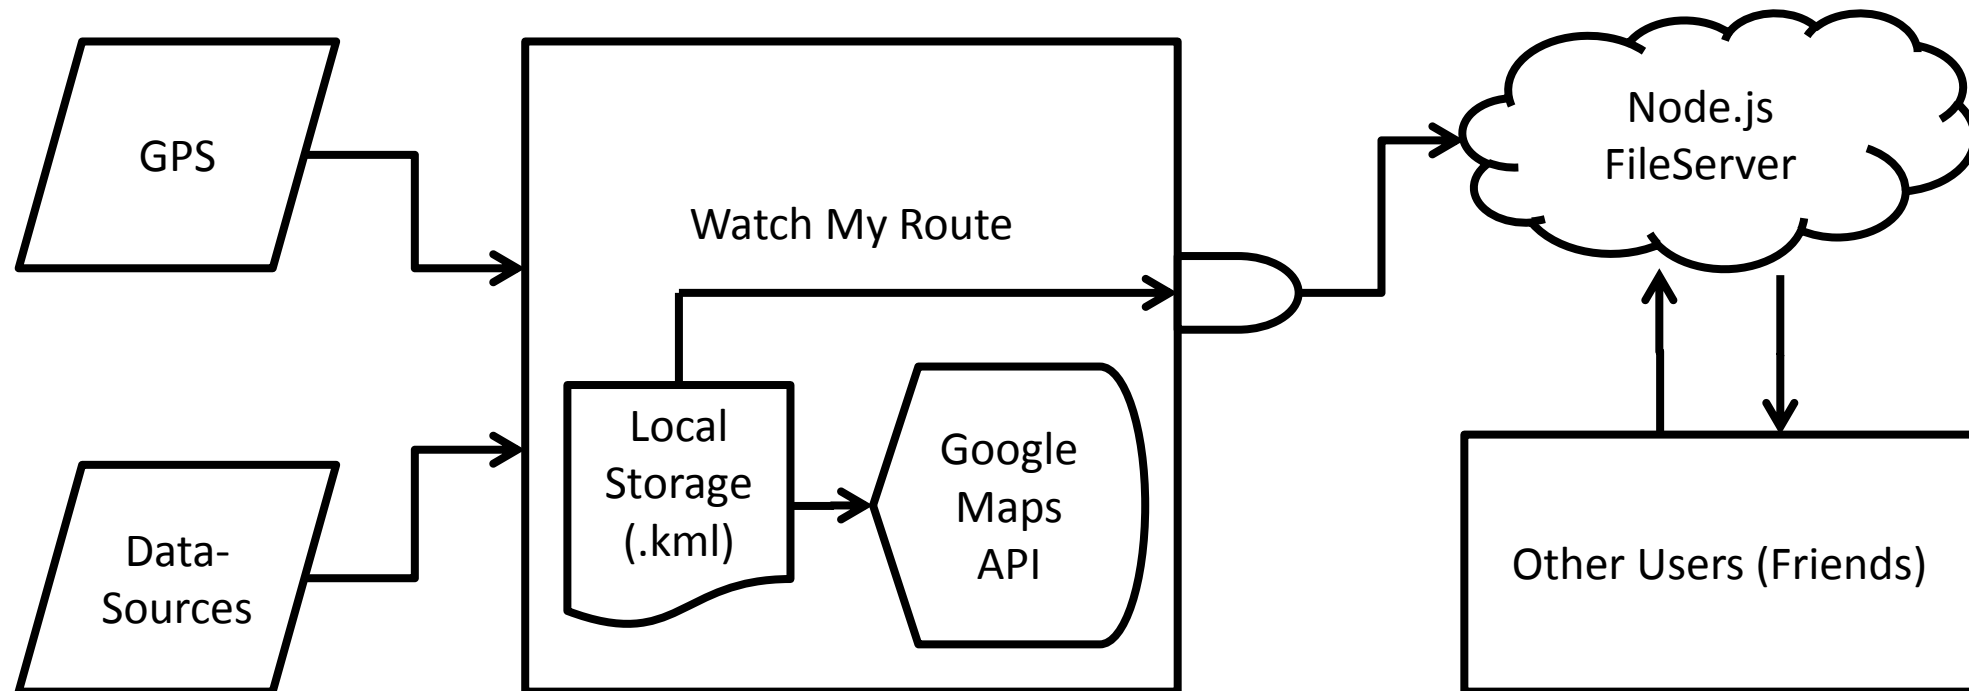 GPS
Data-
Sources
Watch My Route
Local
Storage
(.kml)
Google
Maps
API
Node.js
FileServer
Other Users (Friends)